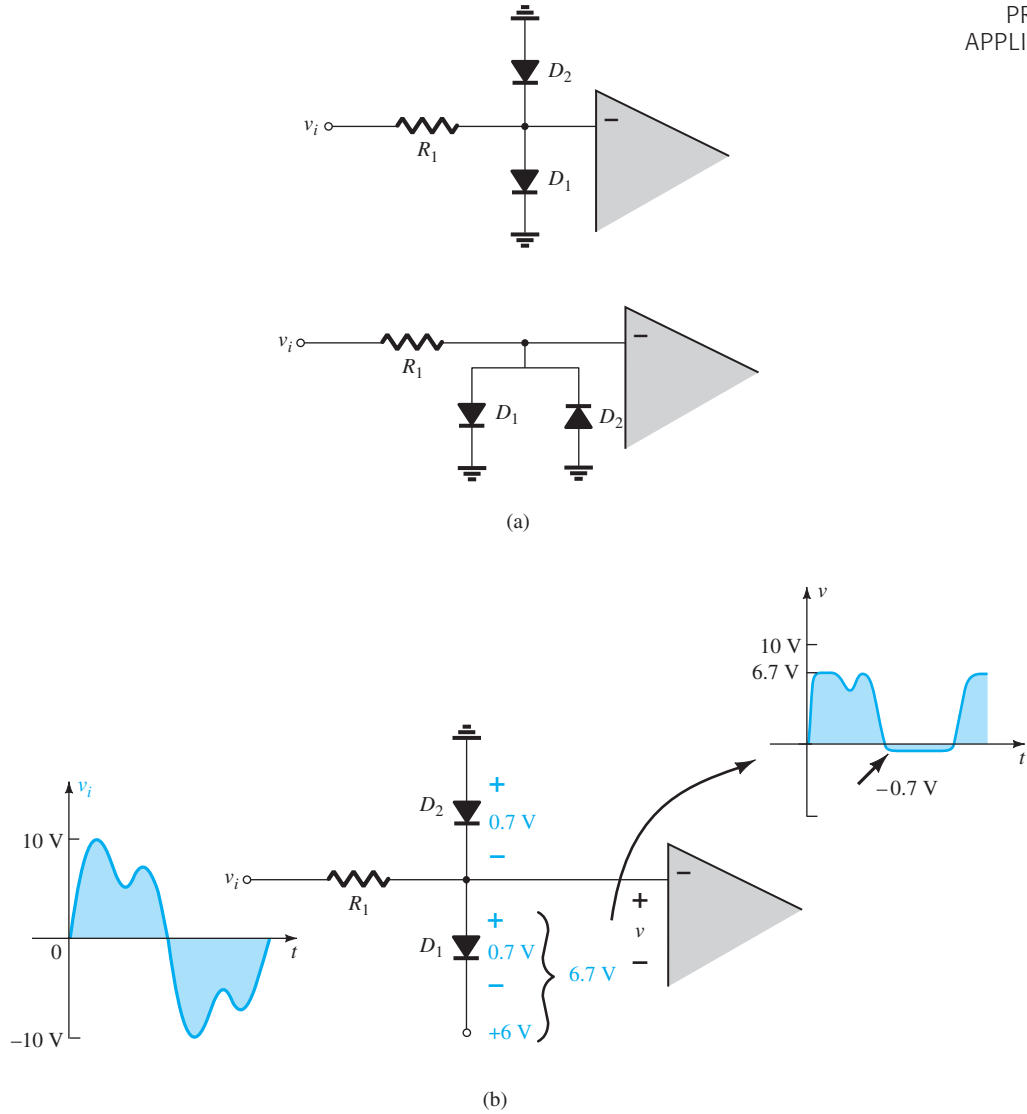 PR
APPLI
D2
vi
−
R1
D1
vi
−
R1
D1
D2
(a)
v
10 V
6.7 V
t
−0.7 V
vi
+
D2
0.7 V
10 V
−
vi
−
R1
+
+
v
D1
0.7 V
6.7 V
0
t
−
−
+6 V
−10 V
(b)